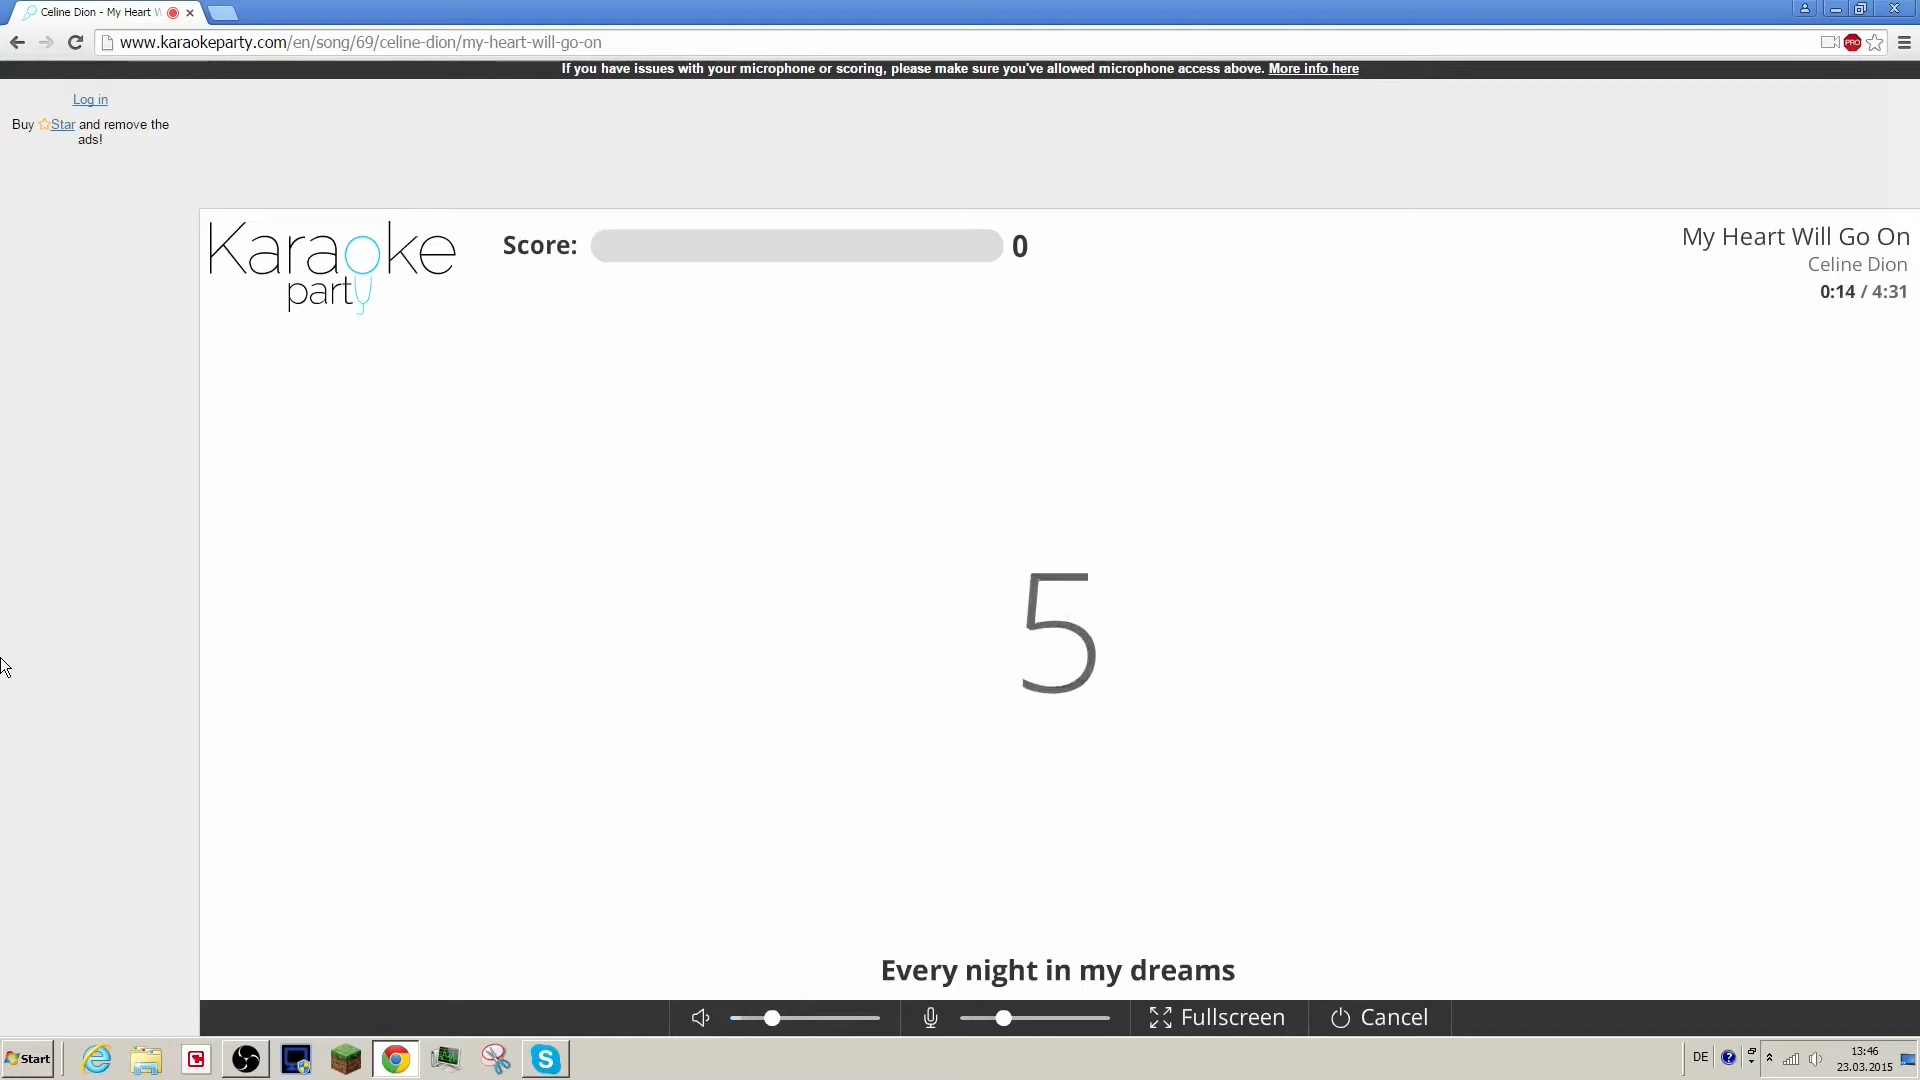 Celine Dion - My Heart W
www.karaokeparty.com/en/song/69/celine-dion/my-heart-will-go-on
PRO
If you have issues with your microphone or scoring, please make sure you've allowed microphone access above. More info here
Log in
Buy Star and remove the
ads!
Karaoke
party
Score:
0
My Heart Will Go On
Celine Dion
0:14 / 4:31
5
Every night in my dreams
Fullscreen
Cancel
Start
DE
13:46
23.03.2015